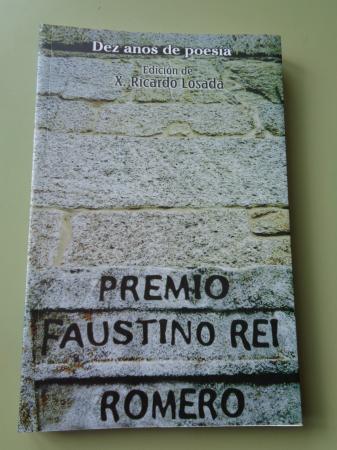 Dez anos de poesía
Edición de
X. Ricardo Losada
PREMIO
FAUSTINO REI
ROMERO